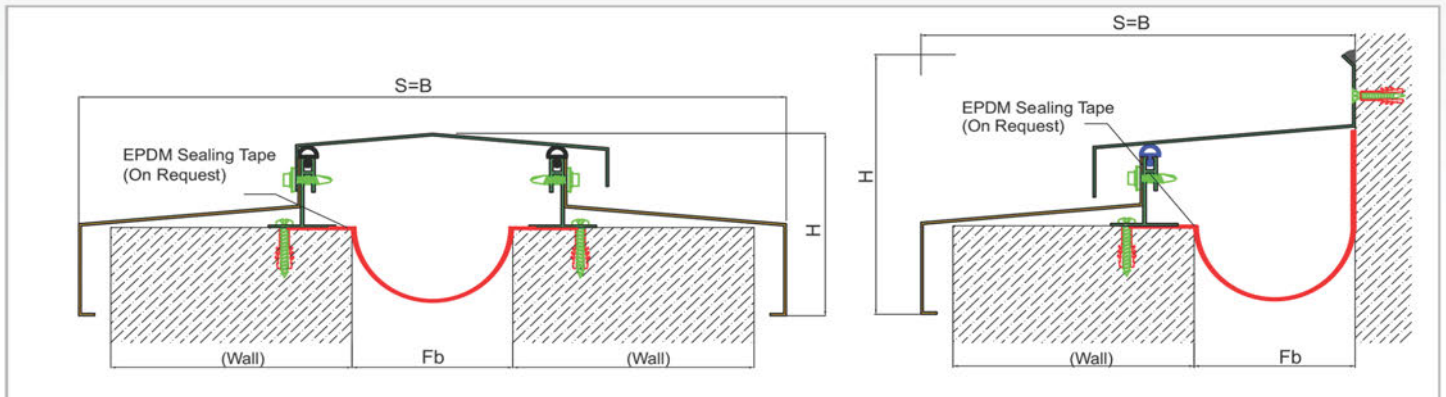 S=B
EPDM Sealing Tape
(On Request)
H
(Wall)
Fb
(Wall)
S=B
EPDM Sealing Tape
(On Request)
H
(Wall)
Fb